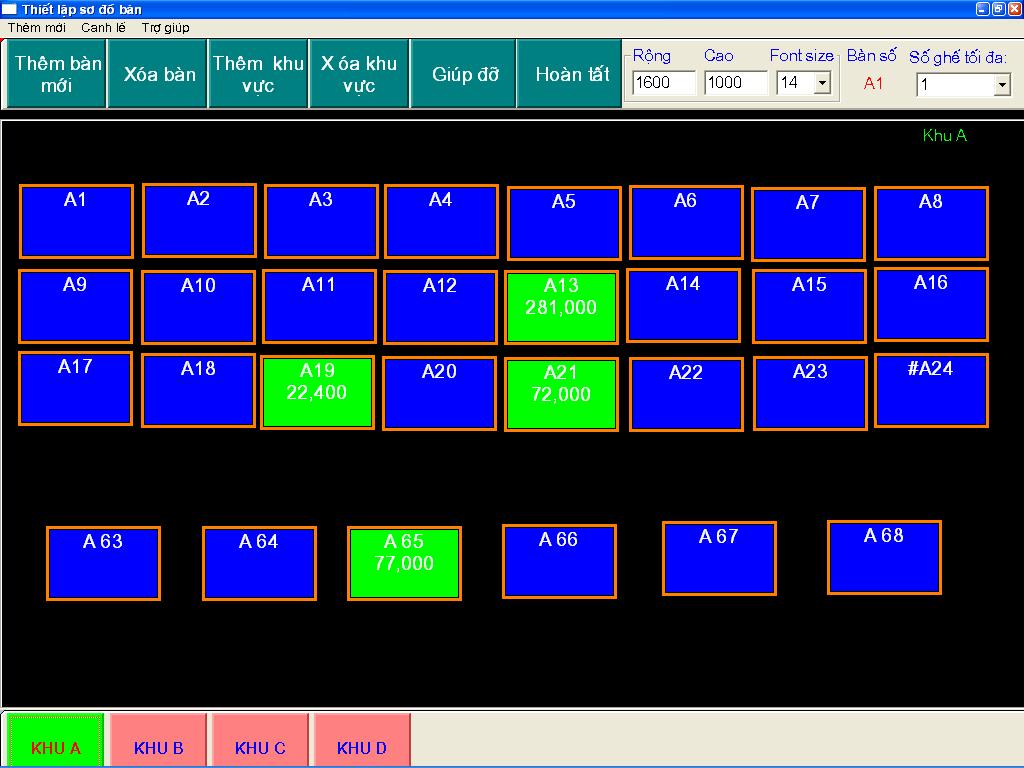 Thiết lập sơ đồ bàn
Thêm mới Canh lề Trợ giúp
Thêm bàn mới
Xóa bàn
Thêm khu vực
X óa khu vực
Giúp đỡ
Hoàn tất
Rộng Cao Font size Bàn số Số ghế tối đa:
1600 1000 14 A1 1
Khu A
A1 A2 A3 A4 A5 A6 A7 A8
A9 A10 A11 A12 A13 A14 A15 A16
281,000
A17 A18 A19 A20 A21 A22 A23 #A24
22,400 72,000
A 63 A 64 A 65 A 66 A 67 A 68
77,000
KHU A KHU B KHU C KHU D